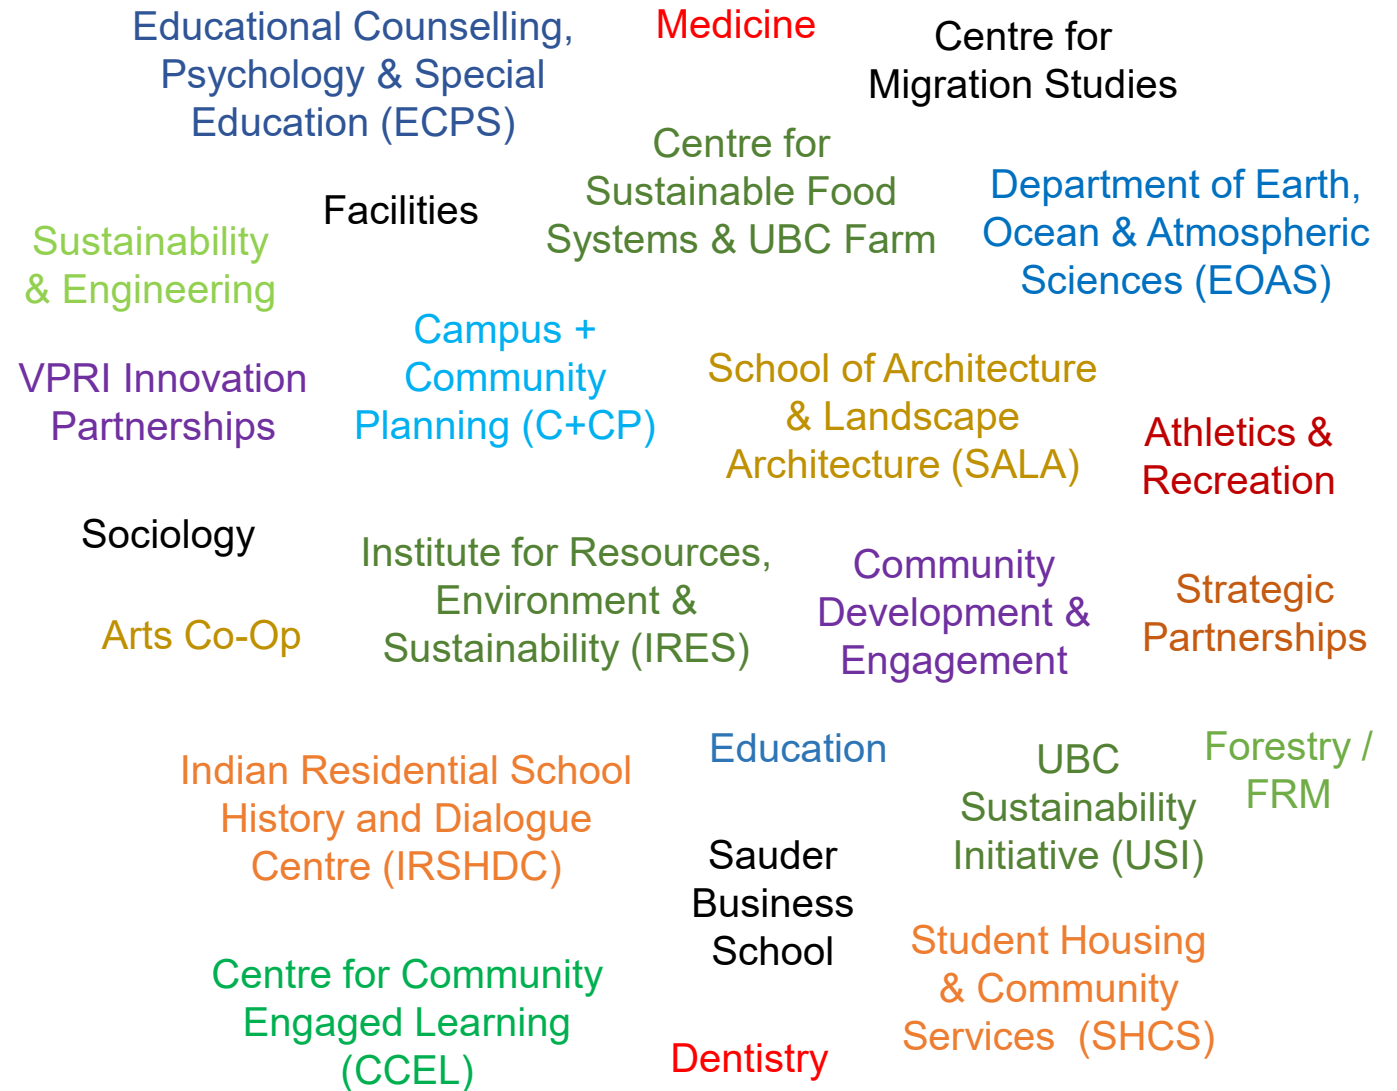 Educational Counselling,
Psychology & Special
Education (ECPS)
Medicine
Centre for
Migration Studies
Centre for
Sustainable Food
Systems & UBC Farm
Facilities
Department of Earth,
Ocean & Atmospheric
Sciences (EOAS)
Sustainability
& Engineering
Campus +
Community
Planning (C+CP)
VPRI Innovation
Partnerships
School of Architecture
& Landscape
Architecture (SALA)
Athletics &
Recreation
Sociology
Institute for Resources,
Environment &
Sustainability (IRES)
Community
Development &
Engagement
Strategic
Partnerships
Arts Co-Op
Indian Residential School
History and Dialogue
Centre (IRSHDC)
Education
UBC
Sustainability
Initiative (USI)
Forestry /
FRM
Sauder
Business
School
Student Housing
& Community
Services  (SHCS)
Centre for Community
Engaged Learning
(CCEL)
Dentistry